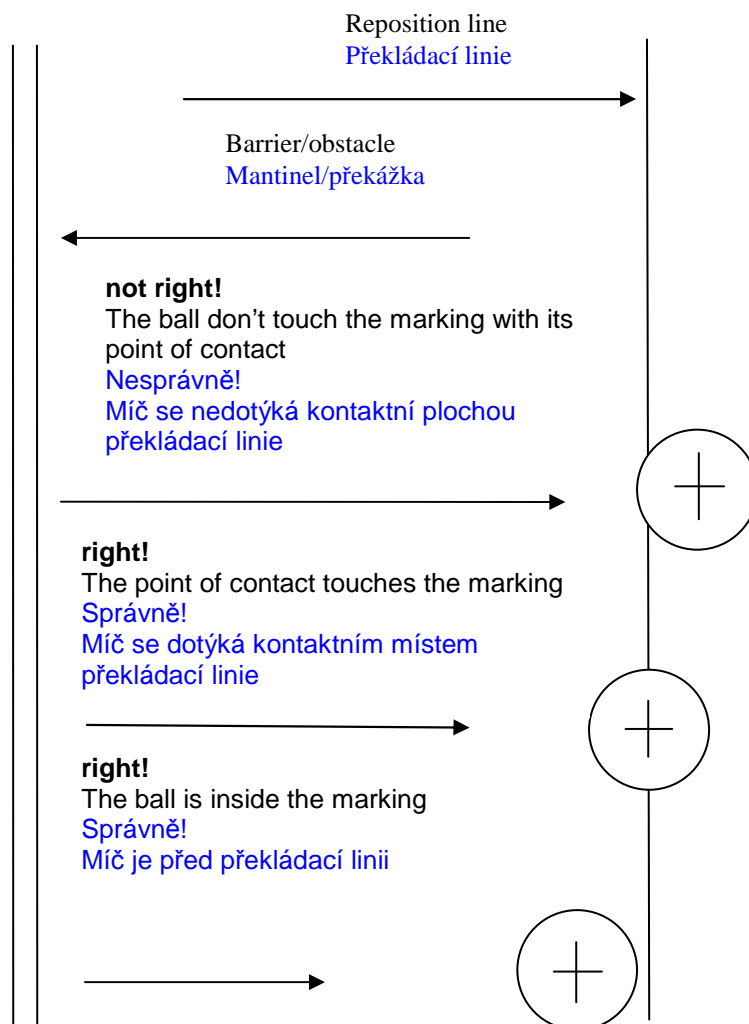 Reposition line
Překládací linie
Barrier/obstacle
Mantinel/překážka
not right!
The ball don't touch the marking with its
point of contact
Nesprávně!
Míč se nedotýká kontaktní plochou
překládací linie
right!
The point of contact touches the marking
Správně!
Míč se dotýká kontaktním místem
překládací linie
right!
The ball is inside the marking
Správně!
Míč je před překládací linii